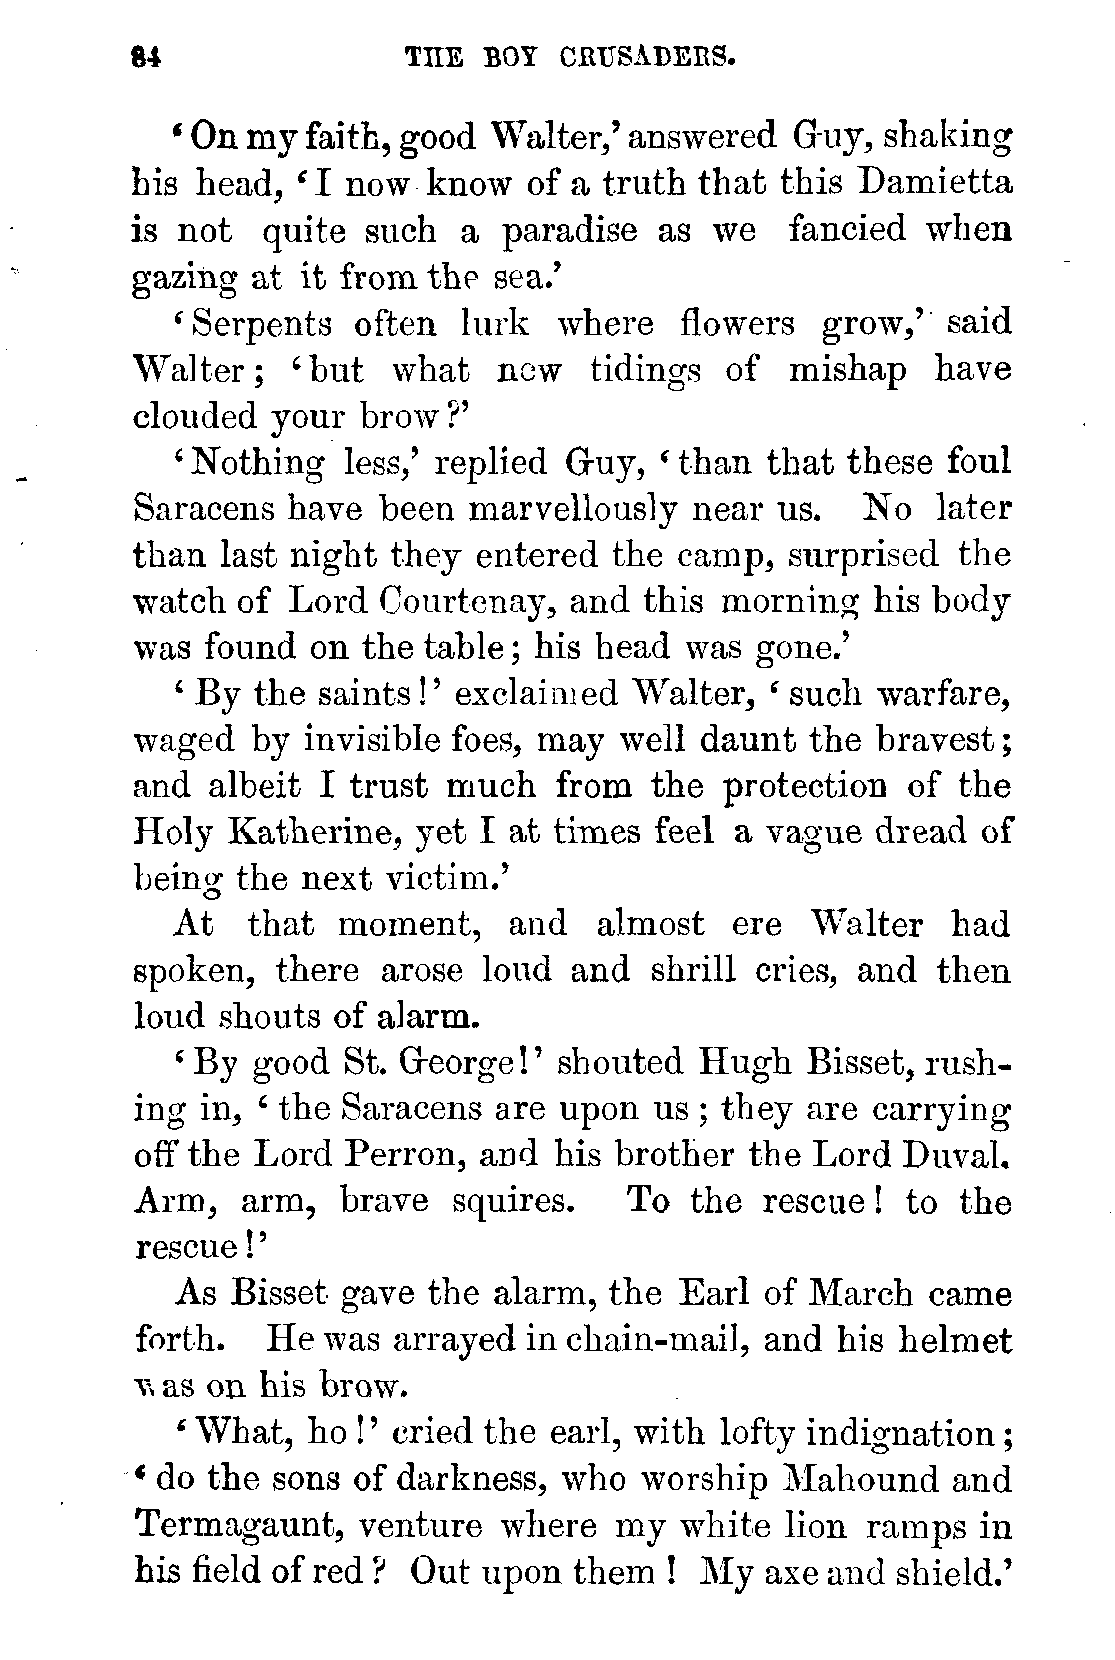 84 THE BOY CRUSADERS.
‘On my faith, good Walter,’ answered Guy, shaking
his head, ‘I now know of a truth that this Damietta
is not quite such a paradise as we fancied when
gazing at it from the sea.’
‘Serpents often lurk where flowers grow,’ said
Walter; ‘but what new tidings of mishap have
clouded your brow?’
‘Nothing less,’ replied Guy, ‘than that these foul
Saracens have been marvellously near us. No later
than last night they entered the camp, surprised the
watch of Lord Courtenay, and this morning his body
was found on the table; his head was gone.’
‘By the saints!’ exclaimed Walter, ‘such warfare,
waged by invisible foes, may well daunt the bravest;
and albeit I trust much from the protection of the
Holy Katherine, yet I at times feel a vague dread of
being the next victim.’
At that moment, and almost ere Walter had
spoken, there arose loud and shrill cries, and then
loud shouts of alarm.
‘By good St. George!’ shouted Hugh Bisset, rush-
ing in, ‘the Saracens are upon us; they are carrying
off the Lord Perron, and his brother the Lord Duval.
Arm, arm, brave squires. To the rescue! to the
rescue!’
As Bisset gave the alarm, the Earl of March came
forth. He was arrayed in chain-mail, and his helmet
was on his brow.
‘What, ho!’ cried the earl, with lofty indignation;
‘do the sons of darkness, who worship Mahound and
Termagaunt, venture where my white lion ramps in
his field of red? Out upon them! My axe and shield.’